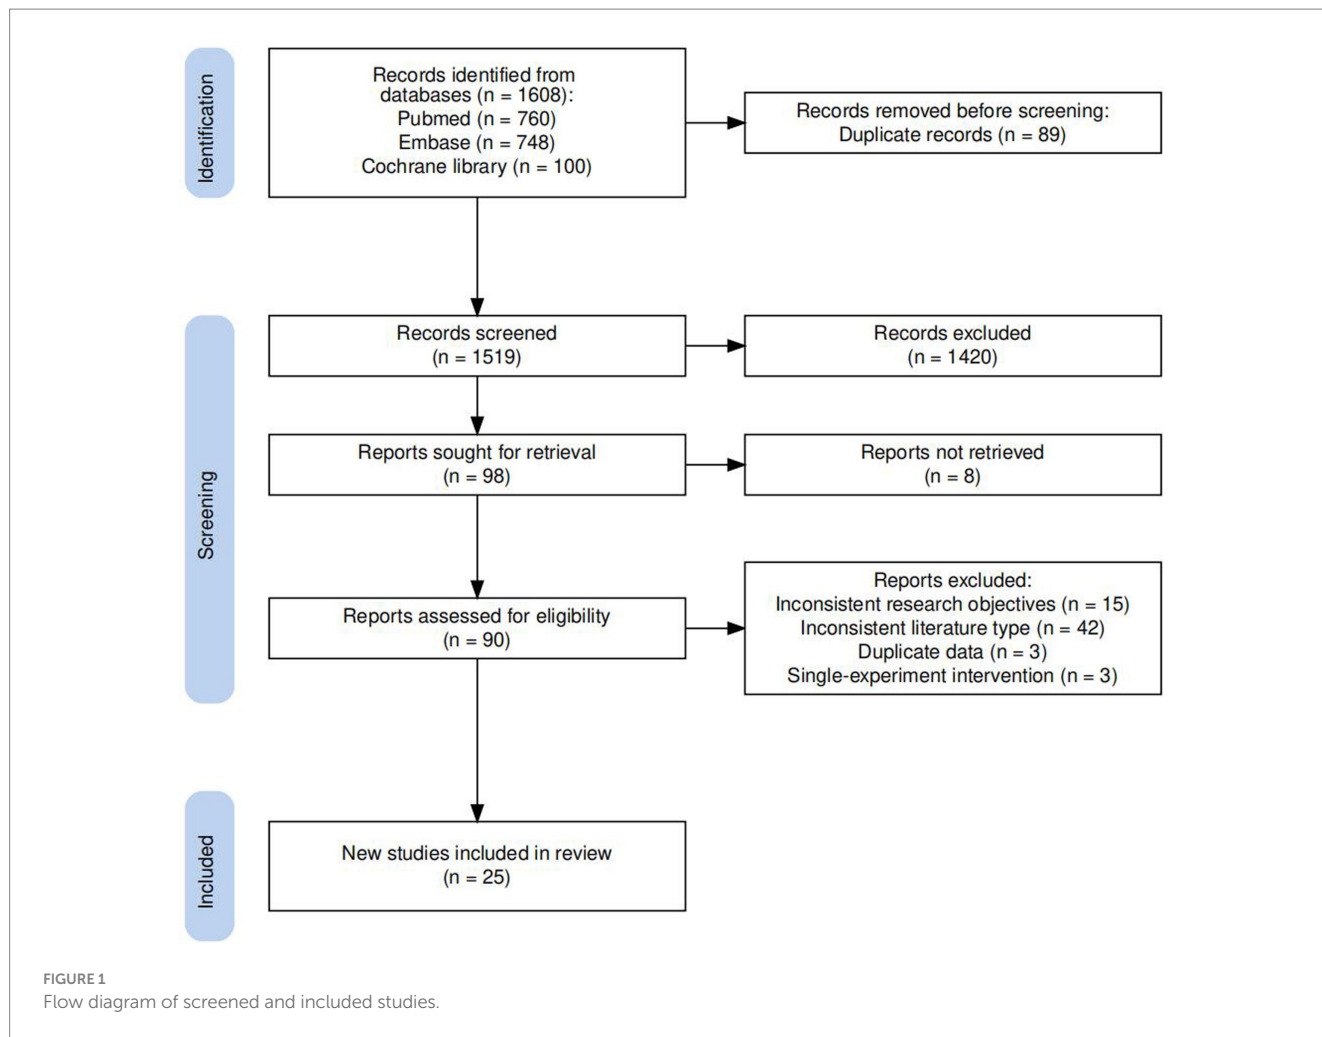 Identification
Records identified from
databases (n = 1608):
Pubmed (n = 760)
Embase (n = 748)
Cochrane library (n = 100)
Records removed before screening:
Duplicate records (n = 89)
Screening
Records screened
(n = 1519)
Records excluded
(n = 1420)
Reports sought for retrieval
(n = 98)
Reports not retrieved
(n = 8)
Reports assessed for eligibility
(n = 90)
Reports excluded:
Inconsistent research objectives (n = 15)
Inconsistent literature type (n = 42)
Duplicate data (n = 3)
Single-experiment intervention (n = 3)
Included
New studies included in review
(n = 25)
FIGURE 1
Flow diagram of screened and included studies.